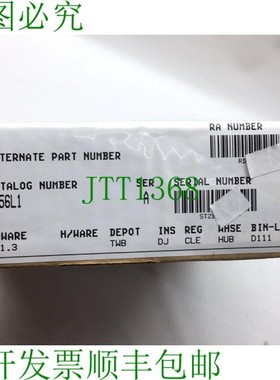 图必究
RA NUMBER
TERNATE PART NUMBER
TALOG NUMBER
SER
SERIAL NUMBER
56L1
A
JTT1368
WARE
H/WARE
DEPOT
INS
REG
WHSE
BIN-L
1.3
TWB
DJ
CLE
HUB
D111
开发票顺丰包邮